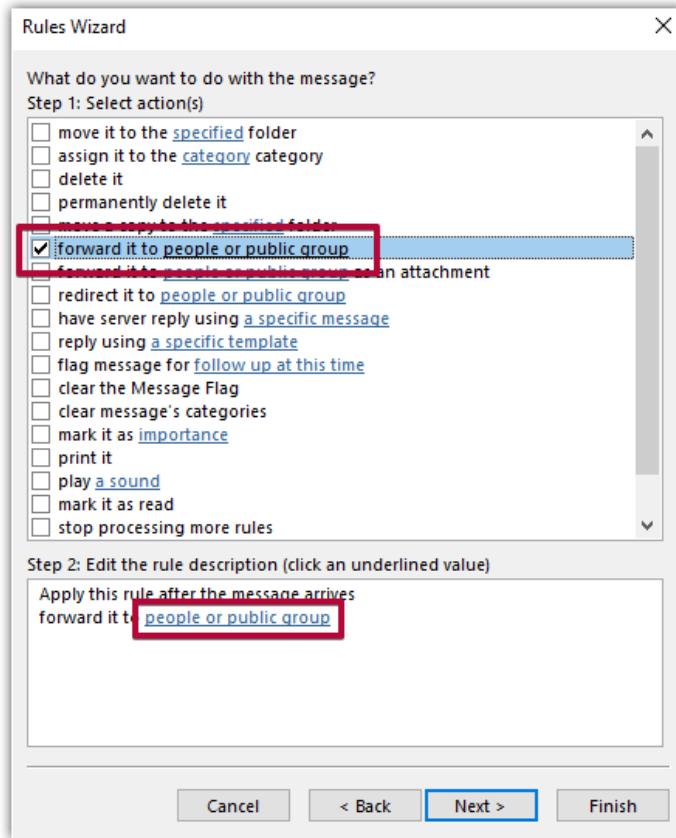 Rules Wizard
What do you want to do with the message?
Step 1: Select action(s)
move it to the specified folder
assign it to the category category
delete it
permanently delete it
move a copy to the specified folder
forward it to people or public group
forward it to people or public group as an attachment
redirect it to people or public group
have server reply using a specific message
reply using a specific template
flag message for follow up at this time
clear the Message Flag
clear message's categories
mark it as importance
print it
play a sound
mark it as read
stop processing more rules
Step 2: Edit the rule description (click an underlined value)
Apply this rule after the message arrives
forward it to people or public group
Cancel < Back Next > Finish